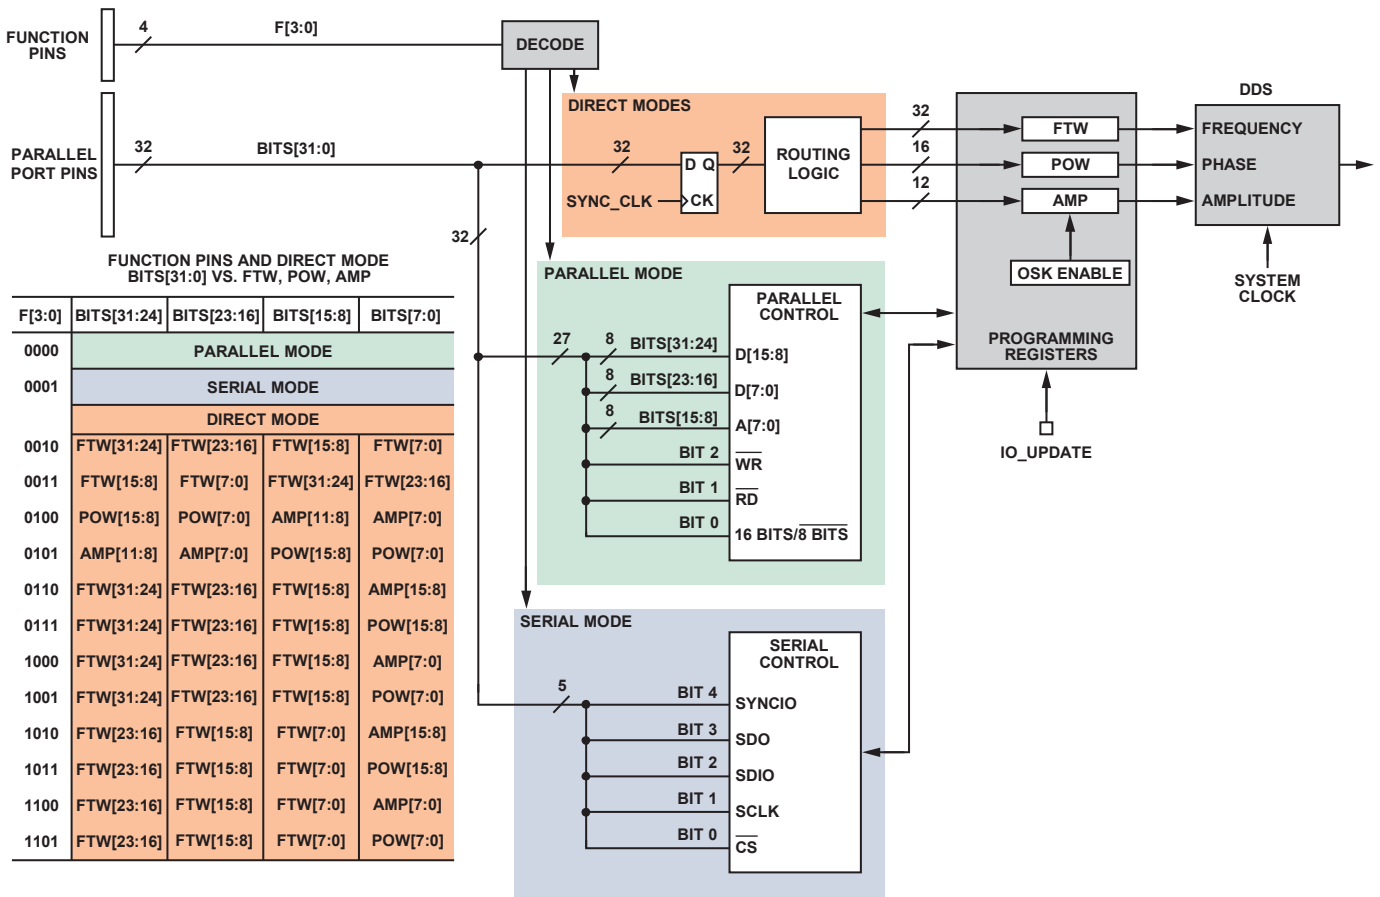 FUNCTION
PINS
4
F[3:0]
DECODE
PARALLEL
PORT PINS
32
BITS[31:0]
32
DIRECT MODES
32
D Q
CK
SYNC_CLK
32
ROUTING
LOGIC
32
16
12
FTW
POW
AMP
OSK ENABLE
PROGRAMMING
REGISTERS
IO_UPDATE
DDS
FREQUENCY
PHASE
AMPLITUDE
SYSTEM
CLOCK
FUNCTION PINS AND DIRECT MODE
BITS[31:0] VS. FTW, POW, AMP
F[3:0] BITS[31:24] BITS[23:16] BITS[15:8] BITS[7:0]
0000 PARALLEL MODE
0001 SERIAL MODE
DIRECT MODE
0010 FTW[31:24] FTW[23:16] FTW[15:8] FTW[7:0]
0011 FTW[15:8] FTW[7:0] FTW[31:24] FTW[23:16]
0100 POW[15:8] POW[7:0] AMP[11:8] AMP[7:0]
0101 AMP[11:8] AMP[7:0] POW[15:8] POW[7:0]
0110 FTW[31:24] FTW[23:16] FTW[15:8] AMP[15:8]
0111 FTW[31:24] FTW[23:16] FTW[15:8] POW[15:8]
1000 FTW[31:24] FTW[23:16] FTW[15:8] AMP[7:0]
1001 FTW[31:24] FTW[23:16] FTW[15:8] POW[7:0]
1010 FTW[23:16] FTW[15:8] FTW[7:0] AMP[15:8]
1011 FTW[23:16] FTW[15:8] FTW[7:0] POW[15:8]
1100 FTW[23:16] FTW[15:8] FTW[7:0] AMP[7:0]
1101 FTW[23:16] FTW[15:8] FTW[7:0] POW[7:0]
PARALLEL MODE
PARALLEL
CONTROL
27
8 BITS[31:24] D[15:8]
8 BITS[23:16] D[7:0]
8 BITS[15:8] A[7:0]
BIT 2 WR
BIT 1 RD
BIT 0 16 BITS/8 BITS
SERIAL MODE
SERIAL
CONTROL
5
BIT 4 SYNCIO
BIT 3 SDO
BIT 2 SDIO
BIT 1 SCLK
BIT 0 CS